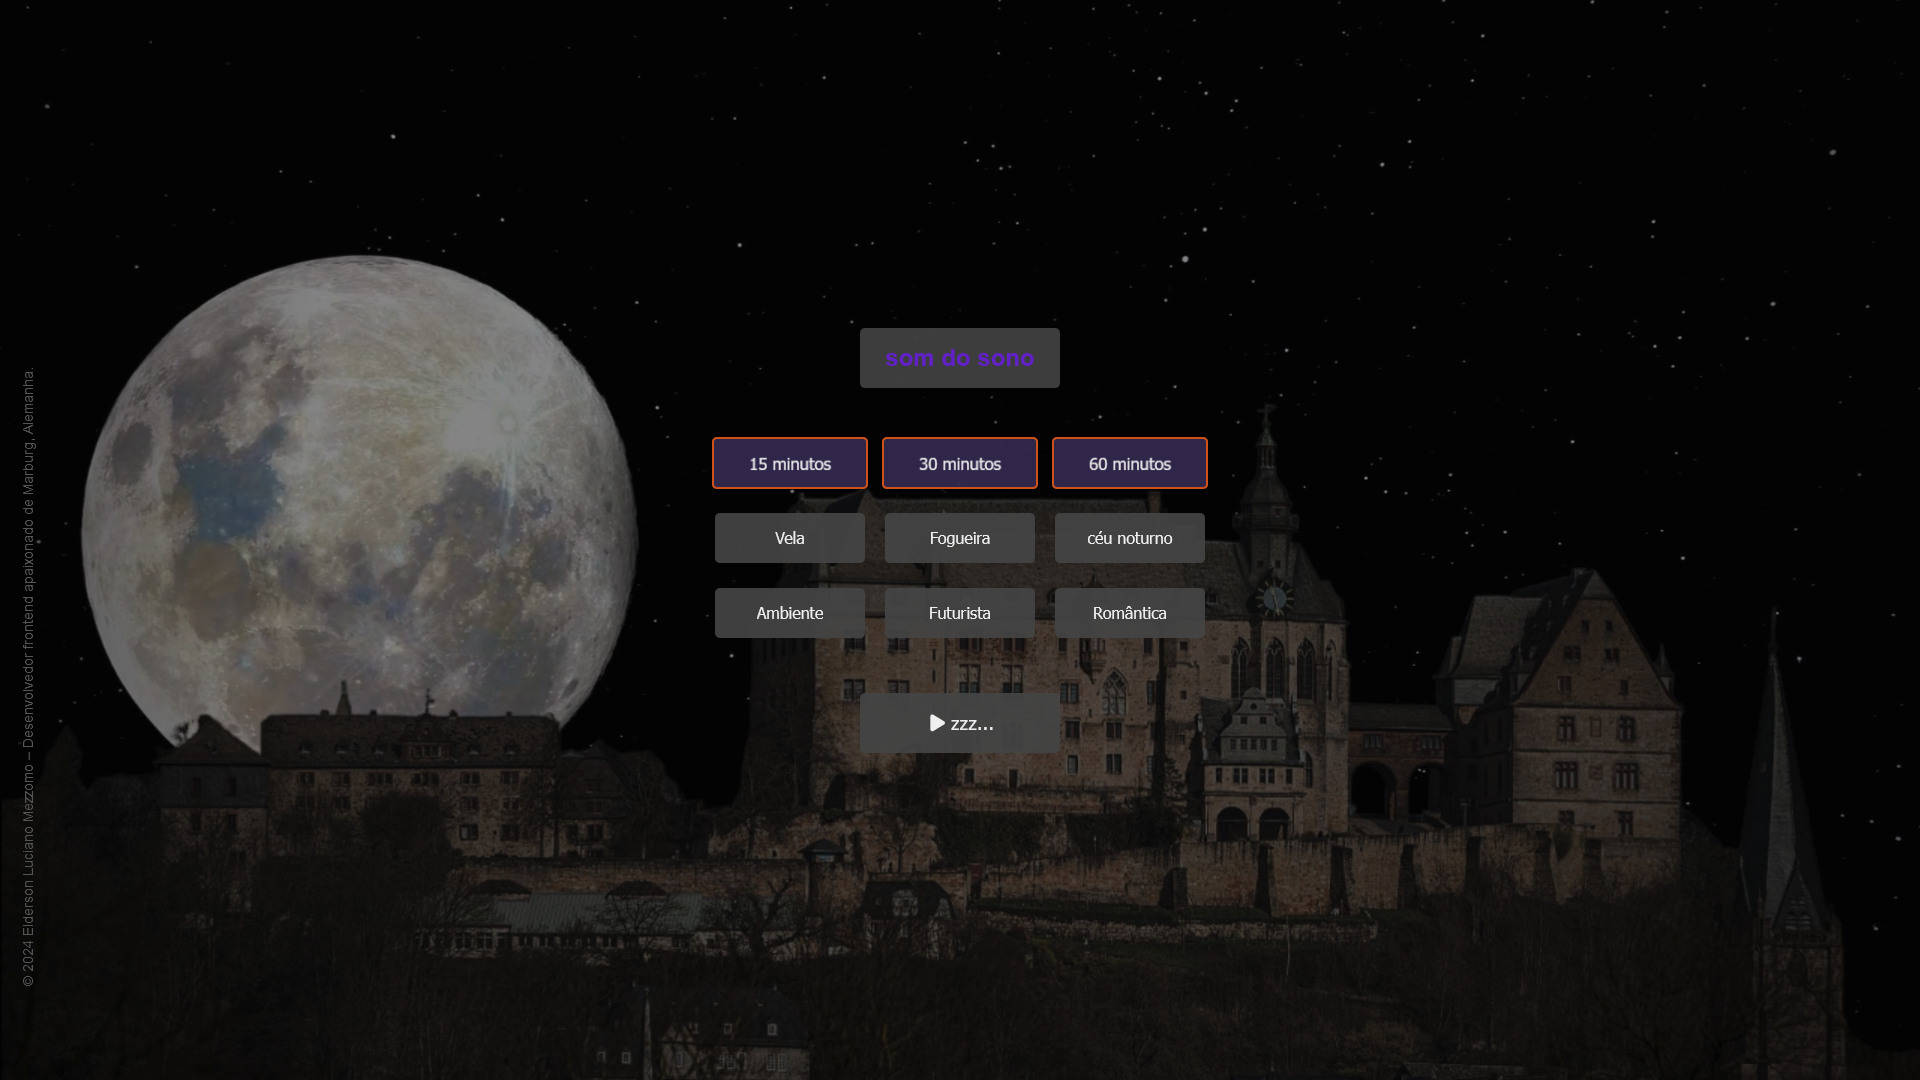 som do sono
15 minutos
30 minutos
60 minutos
Vela
Fogueira
céu noturno
Ambiente
Futurista
Romântica
zzz...
© 2024 Elderson Luciano Mezzomo – Desenvolvedor frontend apaixonado de Marburg, Alemanha.